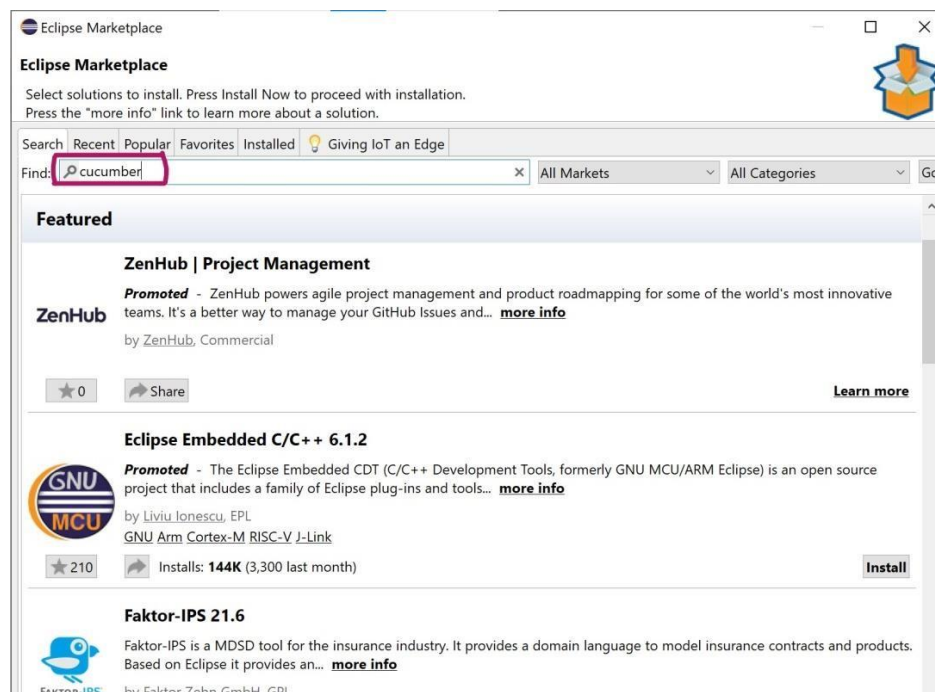 Eclipse Marketplace
Eclipse Marketplace
Select solutions to install. Press Install Now to proceed with installation.
Press the "more info" link to learn more about a solution.
Search Recent Popular Favorites Installed Giving IoT an Edge
Find: cucumber All Markets All Categories Go
Featured
ZenHub | Project Management
Promoted - ZenHub powers agile project management and product roadmapping for some of the world's most innovative
ZenHub teams. It's a better way to manage your GitHub Issues and... more info
by ZenHub, Commercial
0 Share Learn more
Eclipse Embedded C/C++ 6.1.2
Promoted - The Eclipse Embedded CDT (C/C++ Development Tools, formerly GNU MCU/ARM Eclipse) is an open source
GNU project that includes a family of Eclipse plug-ins and tools... more info
MCU by Liviu Ionescu, EPL
GNU Arm Cortex-M RISC-V J-Link
210 Installs: 144K (3,300 last month) Install
Faktor-IPS 21.6
Faktor-IPS is a MDSD tool for the insurance industry. It provides a domain language to model insurance contracts and products.
Based on Eclipse it provides an... more info
FAKTOR-IPS by Faktor Zehn GmbH, GPL